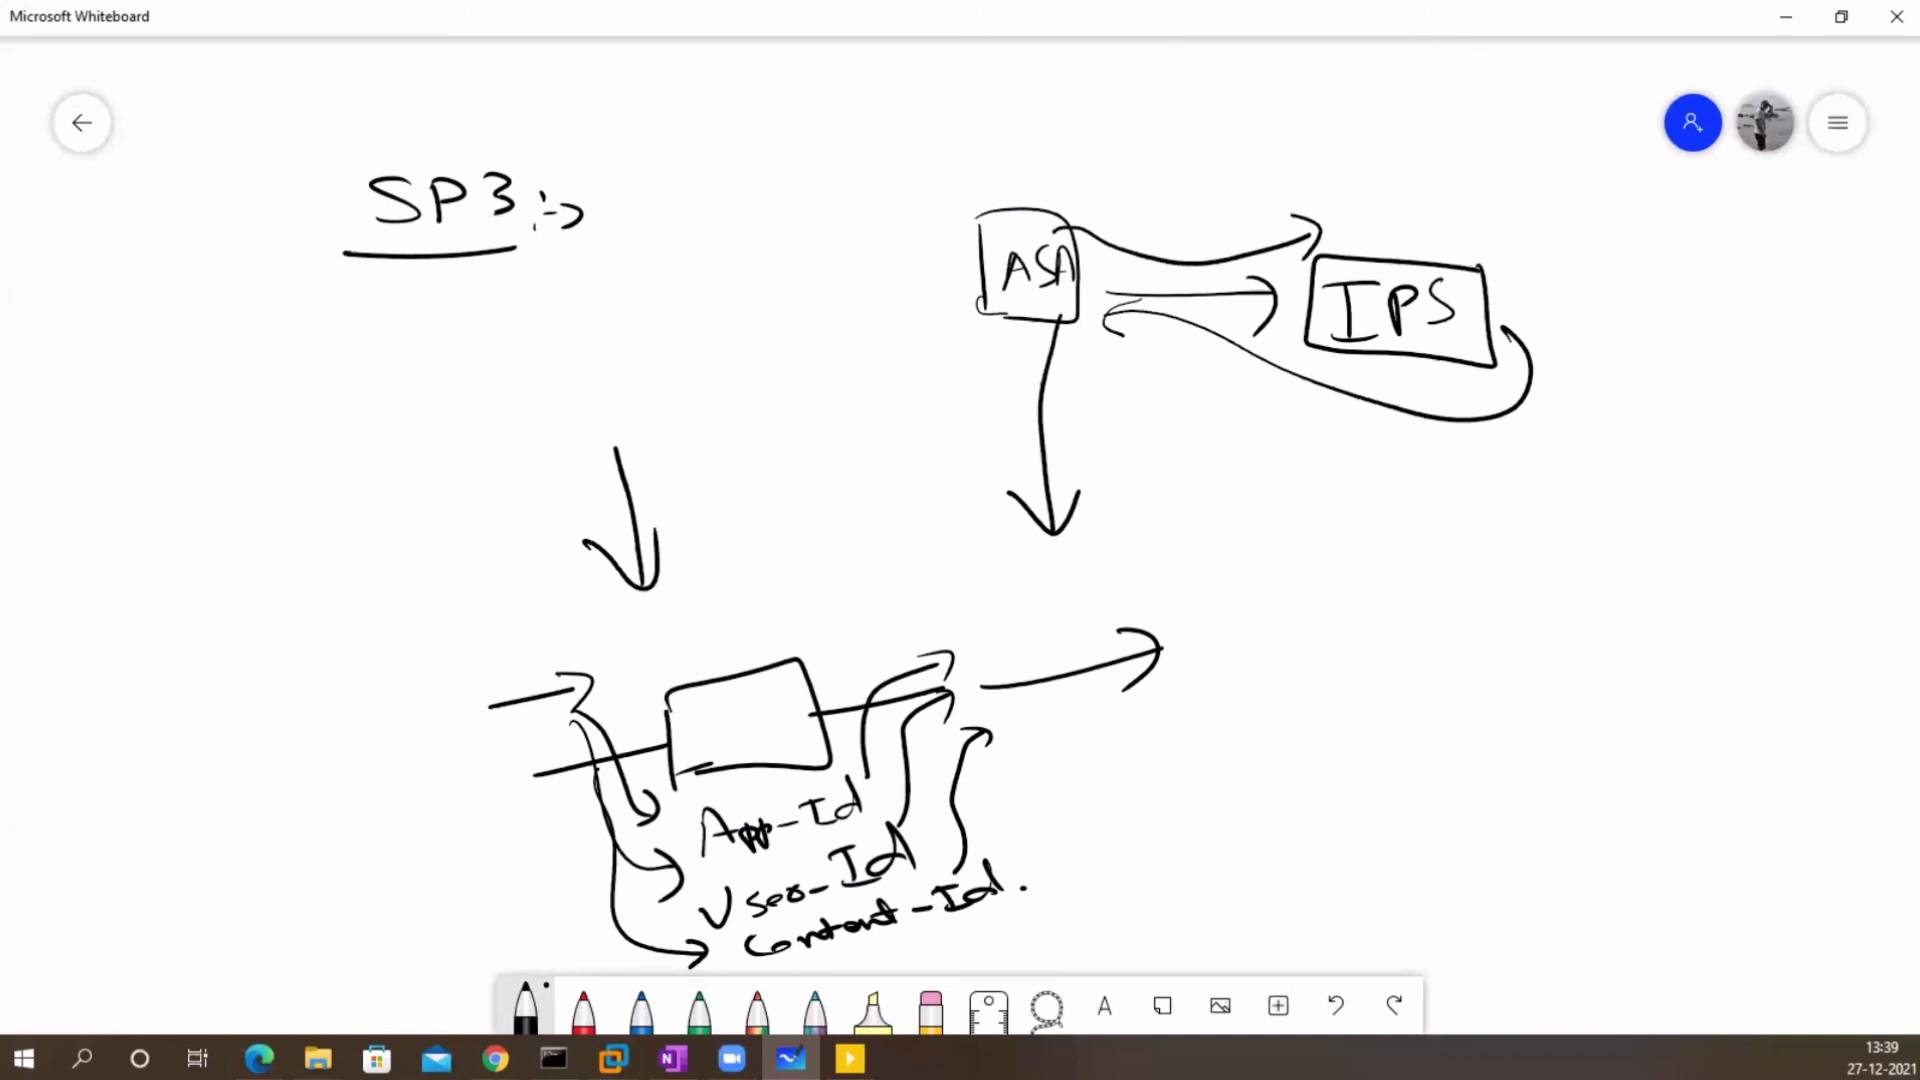 Microsoft Whiteboard
SP3 :->
ASA
IPS
App-Id
User-Id
Content-Id.
A
N
13:39
27-12-2021